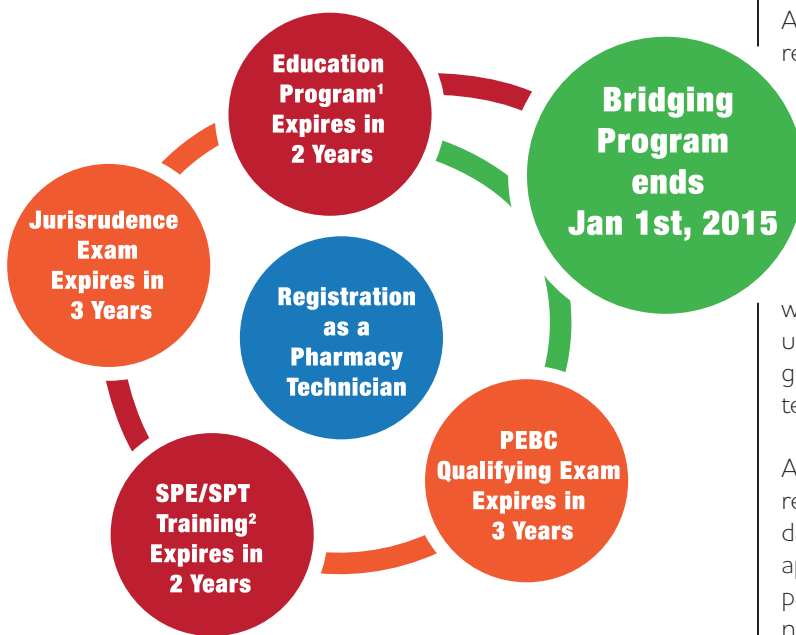 Education
Program¹
Expires in
2 Years
Bridging
Program
ends
Jan 1st, 2015
Jurisrudence
Exam
Expires in
3 Years
Registration
as a
Pharmacy
Technician
PEBC
Qualifying Exam
Expires in
3 Years
SPE/SPT
Training²
Expires in
2 Years